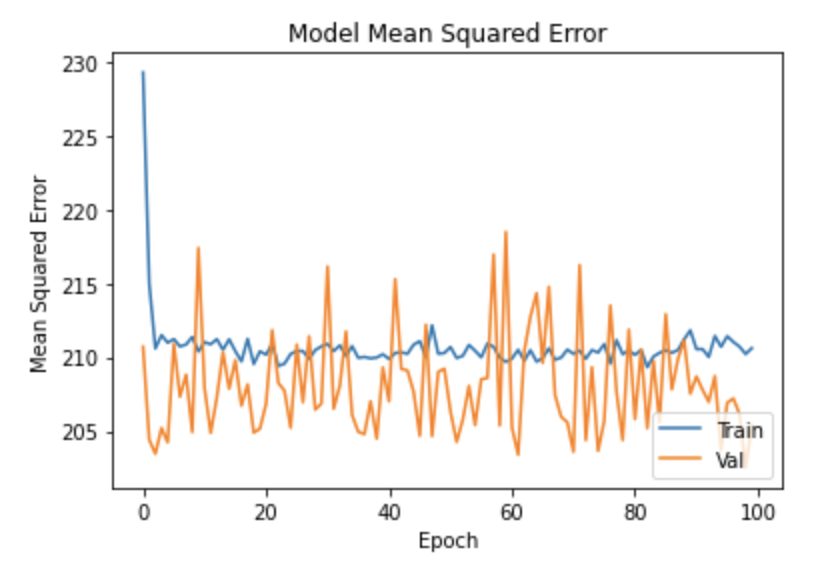 Model Mean Squared Error
230
225
220
215
210
205
Mean Squared Error
0 20 40 60 80 100
Epoch
Train
Val